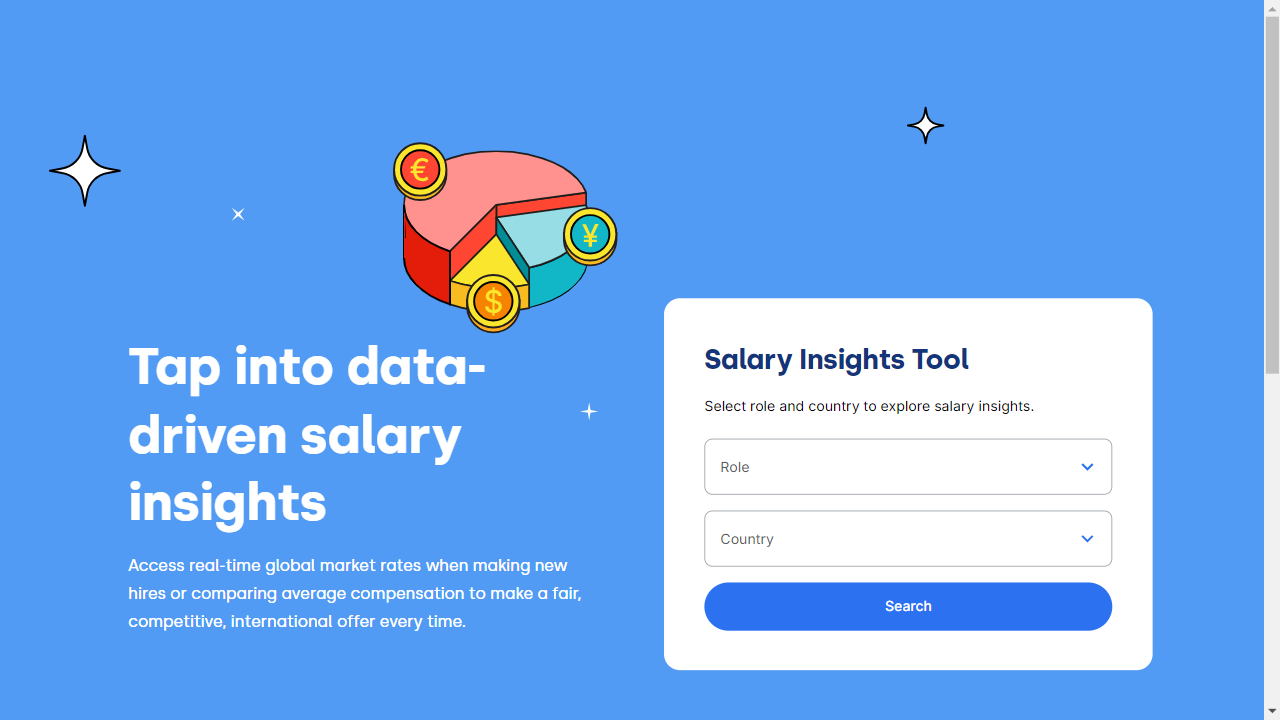 €
¥
$
Tap into data-
driven salary
insights
Access real-time global market rates when making new
hires or comparing average compensation to make a fair,
competitive, international offer every time.
Salary Insights Tool
Select role and country to explore salary insights.
Role
Country
Search